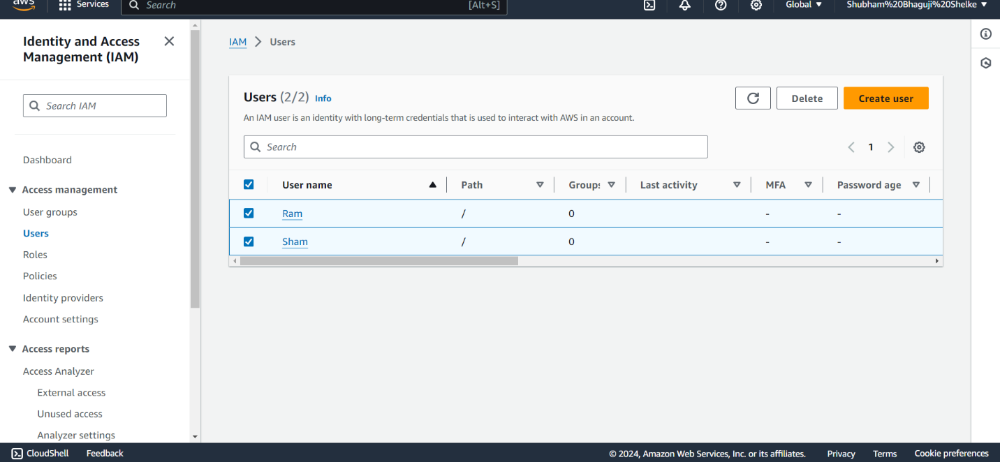 aws
Services
Search
[Alt+S]
Global
Shubham%20Bhaguji%20Shelke
Identity and Access
Management (IAM)
Search IAM
Dashboard
Access management
User groups
Users
Roles
Policies
Identity providers
Account settings
Access reports
Access Analyzer
External access
Unused access
Analyzer settings
IAM > Users
Users (2/2) Info
Delete
Create user
An IAM user is an identity with long-term credentials that is used to interact with AWS in an account.
Search
1
User name Path Groups Last activity MFA Password age
Ram / 0 - -
Sham / 0 - -
CloudShell Feedback
© 2024, Amazon Web Services, Inc. or its affiliates. Privacy Terms Cookie preferences